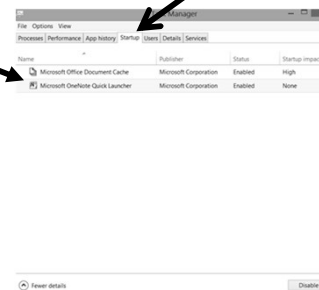 Manager
File Options View
Processes Performance App history Startup Users Details Services
Name Publisher Status Startup impac
Microsoft Office Document Cache Microsoft Corporation Enabled High
Microsoft OneNote Quick Launcher Microsoft Corporation Enabled None
Fewer details Disable